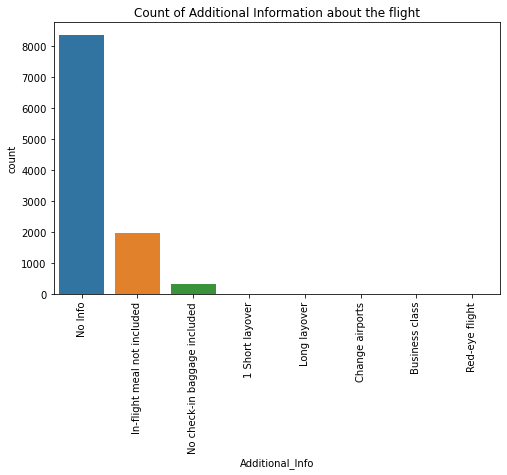 Count of Additional Information about the flight
count
8000
7000
6000
5000
4000
3000
2000
1000
0
No Info
In-flight meal not included
No check-in baggage included
1 Short layover
Long layover
Change airports
Business class
Red-eye flight
Additional_Info